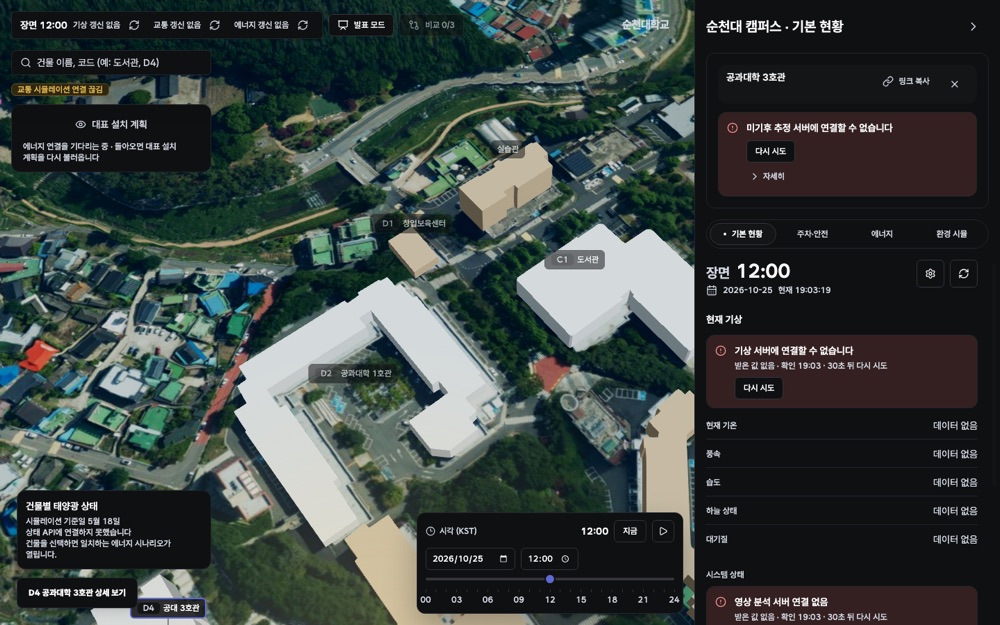 장면 12:00 기상 갱신 없음 교통 갱신 없음 에너지 갱신 없음 발표 모드 비교 0/3
순천대학교
건물 이름, 코드 (예: 도서관, D4)
교통 시뮬레이션 연결 끊김
대표 설치 계획
에너지 연결을 기다리는 중 · 돌아오면 대표 설치
계획을 다시 불러옵니다
실습관
D1 창업보육센터
C1 도서관
D2 공과대학 1호관
건물별 태양광 상태
시뮬레이션 기준일 5월 18일
상태 API에 연결하지 못했습니다
건물을 선택하면 일치하는 에너지 시나리오가
열립니다.
D4 공과대학 3호관 상세 보기
D4 공대 3호관
시각 (KST) 12:00 지금
2026/10/25 12:00
00 03 06 09 12 15 18 21 24
순천대 캠퍼스 · 기본 현황
공과대학 3호관 링크 복사
미기후 추정 서버에 연결할 수 없습니다
다시 시도
자세히
기본 현황 주차·안전 에너지 환경 시뮬
장면 12:00
2026-10-25 현재 19:03:19
현재 기상
기상 서버에 연결할 수 없습니다
받은 값 없음 · 확인 19:03 · 30초 뒤 다시 시도
다시 시도
현재 기온 데이터 없음
풍속 데이터 없음
습도 데이터 없음
하늘 상태 데이터 없음
대기질 데이터 없음
시스템 상태
영상 분석 서버 연결 없음
받은 값 없음 · 확인 19:03 · 30초 뒤 다시 시도